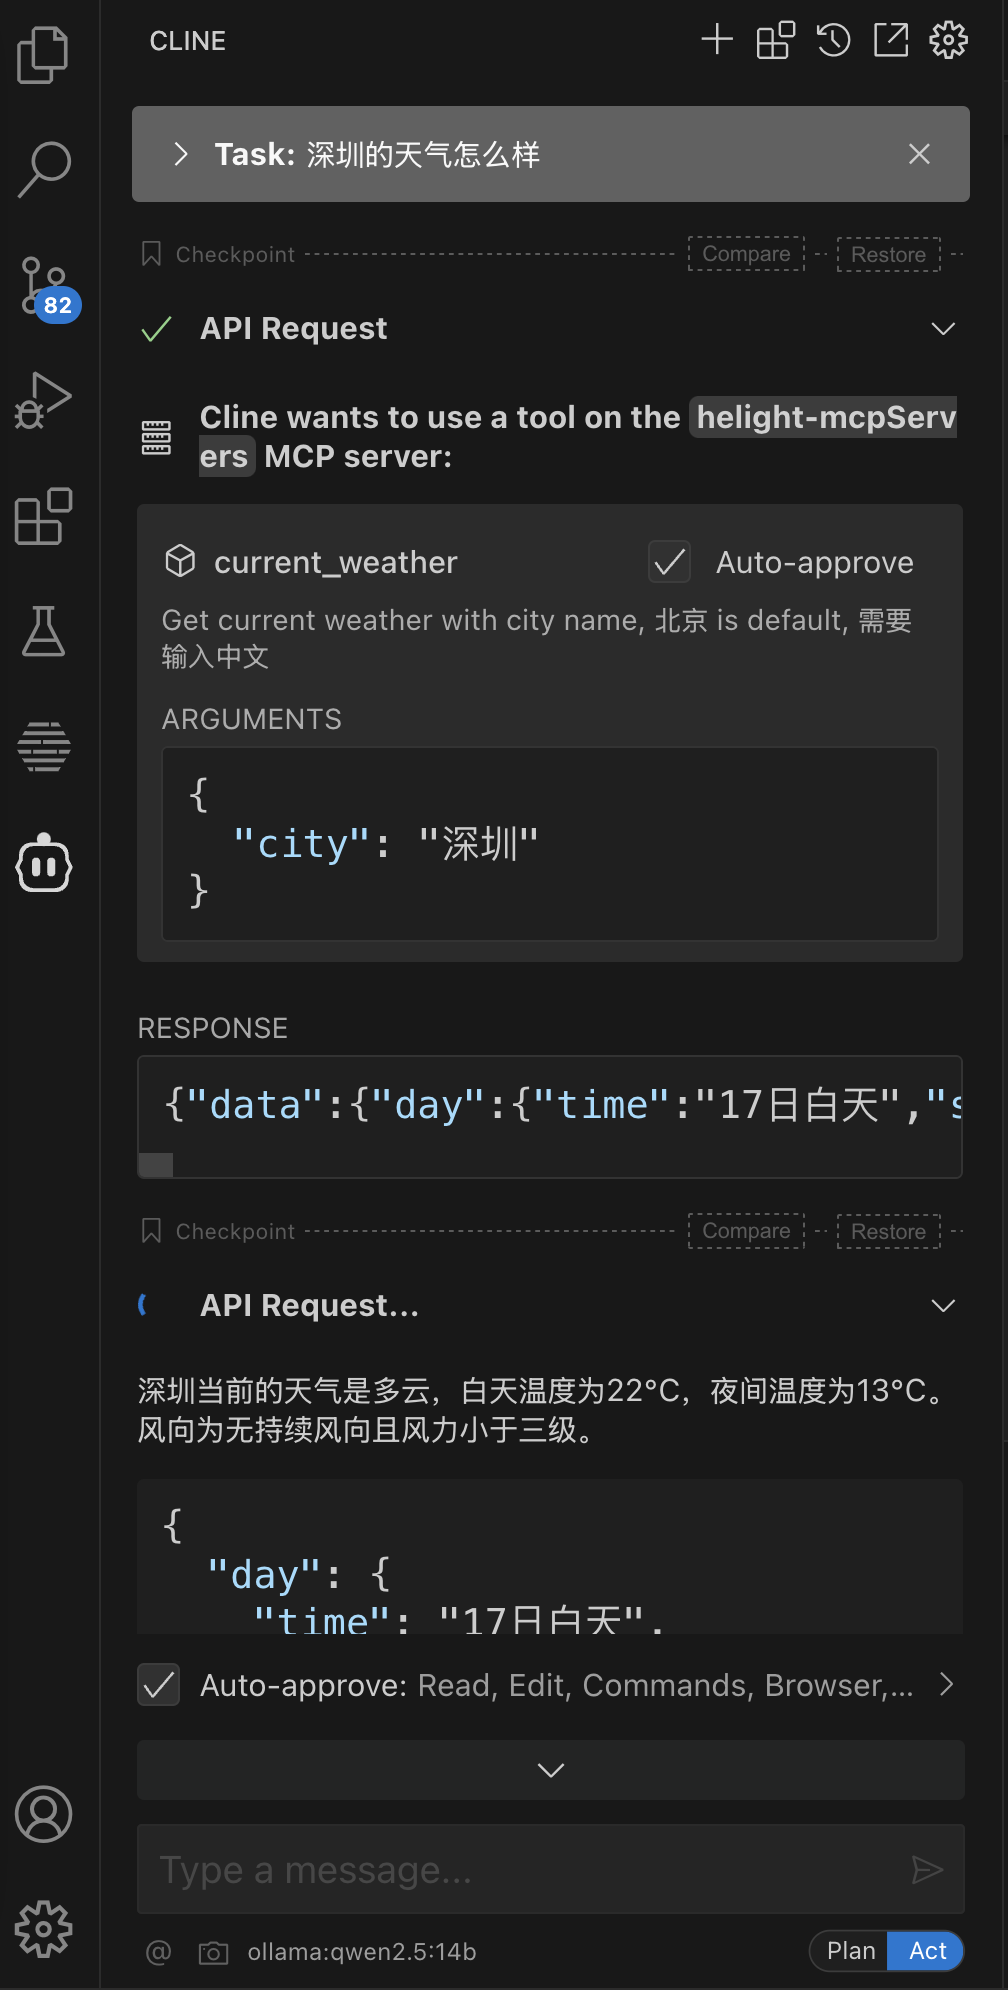 CLINE
Task: 深圳的天气怎么样
Checkpoint
Compare
Restore
82
API Request
Cline wants to use a tool on the helight-mcpServ
ers MCP server:
current_weather
Auto-approve
Get current weather with city name, 北京 is default, 需要
输入中文
ARGUMENTS
{
"city": "深圳"
}
RESPONSE
{"data":{"day":{"time":"17日白天","s
Checkpoint
Compare
Restore
API Request...
深圳当前的天气是多云，白天温度为22°C，夜间温度为13°C。
风向为无持续风向且风力小于三级。
{
"day": {
"time": "17日白天",
Auto-approve: Read, Edit, Commands, Browser,...
Type a message...
@
ollama:qwen2.5:14b
Plan
Act